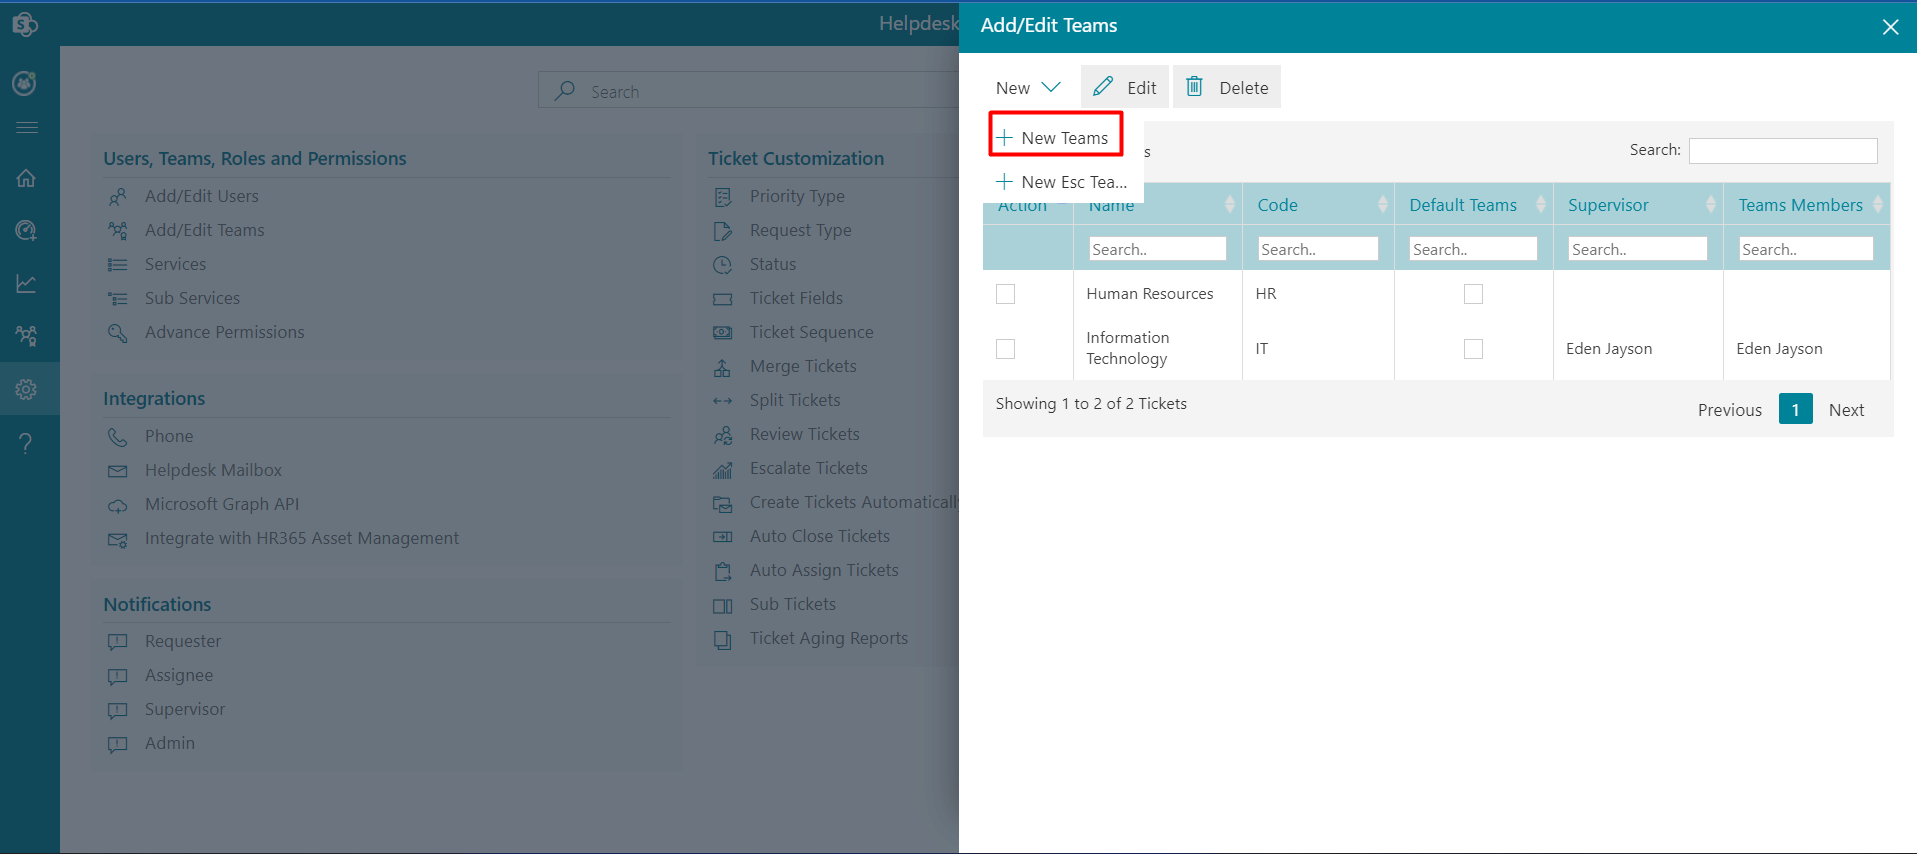 Helpdesk
Search
Users, Teams, Roles and Permissions
Add/Edit Users
Add/Edit Teams
Services
Sub Services
Advance Permissions
Integrations
Phone
Helpdesk Mailbox
Microsoft Graph API
Integrate with HR365 Asset Management
Notifications
Requester
Assignee
Supervisor
Admin
Ticket Customization
Priority Type
Request Type
Status
Ticket Fields
Ticket Sequence
Merge Tickets
Split Tickets
Review Tickets
Escalate Tickets
Create Tickets Automatically
Auto Close Tickets
Auto Assign Tickets
Sub Tickets
Ticket Aging Reports
Add/Edit Teams
New Edit Delete
New Teams
New Esc Tea...
s
Search:
Action Name Code Default Teams Supervisor Teams Members
Search.. Search.. Search.. Search.. Search..
Human Resources HR
Information
Technology IT Eden Jayson Eden Jayson
Showing 1 to 2 of 2 Tickets
Previous 1 Next